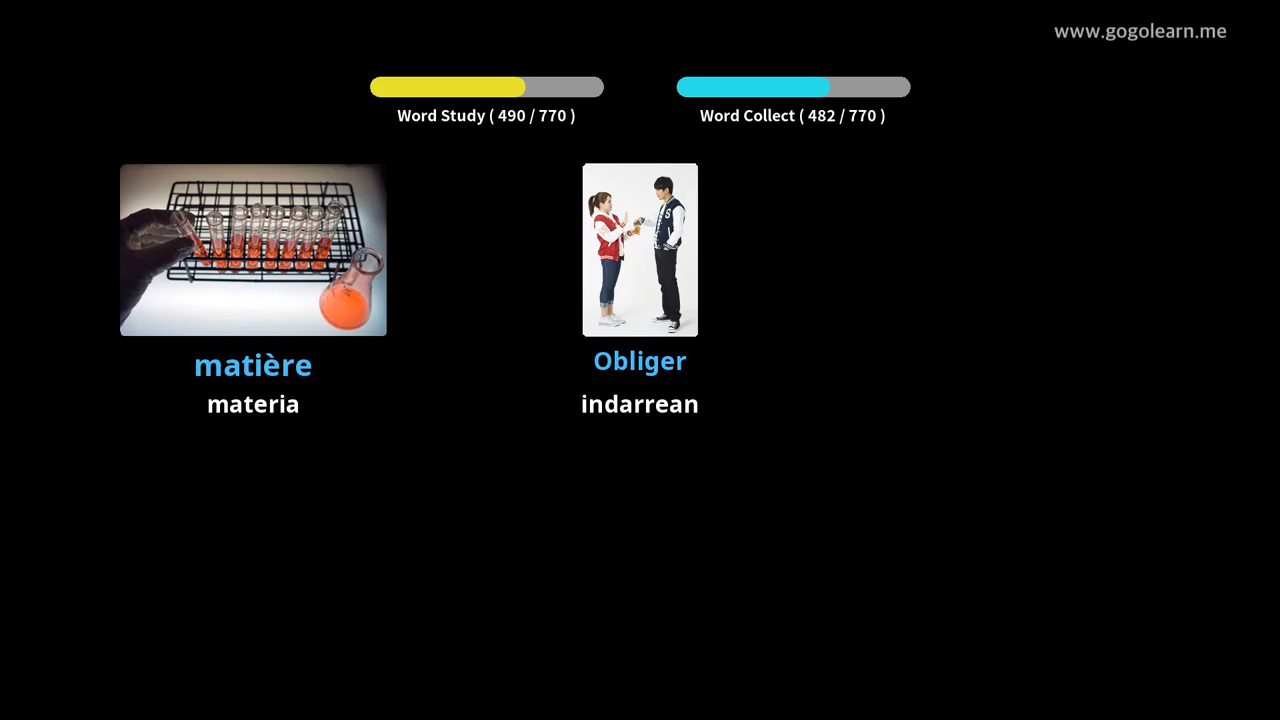 www.gogolearn.me
Word Study ( 490 / 770 )
Word Collect ( 482 / 770 )
matière
materia
Obliger
indarrean